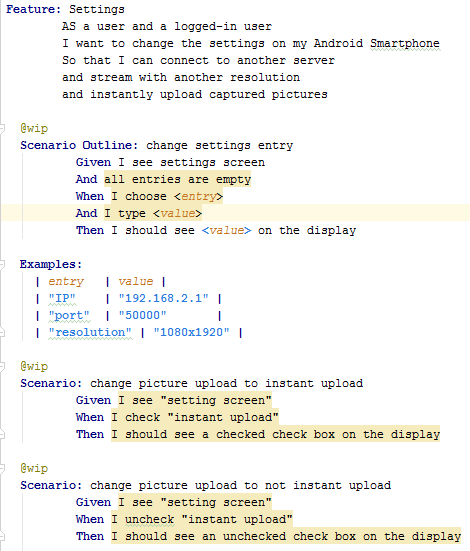 Feature: Settings
AS a user and a logged-in user
I want to change the settings on my Android Smartphone
So that I can connect to another server
and stream with another resolution
and instantly upload captured pictures
@wip
Scenario Outline: change settings entry
Given I see settings screen
And all entries are empty
When I choose <entry>
And I type <value>
Then I should see <value> on the display
Examples:
| entry | value |
| "IP" | "192.168.2.1" |
| "port" | "50000" |
| "resolution" | "1080x1920" |
@wip
Scenario: change picture upload to instant upload
Given I see "setting screen"
When I check "instant upload"
Then I should see a checked check box on the display
@wip
Scenario: change picture upload to not instant upload
Given I see "setting screen"
When I uncheck "instant upload"
Then I should see an unchecked check box on the display